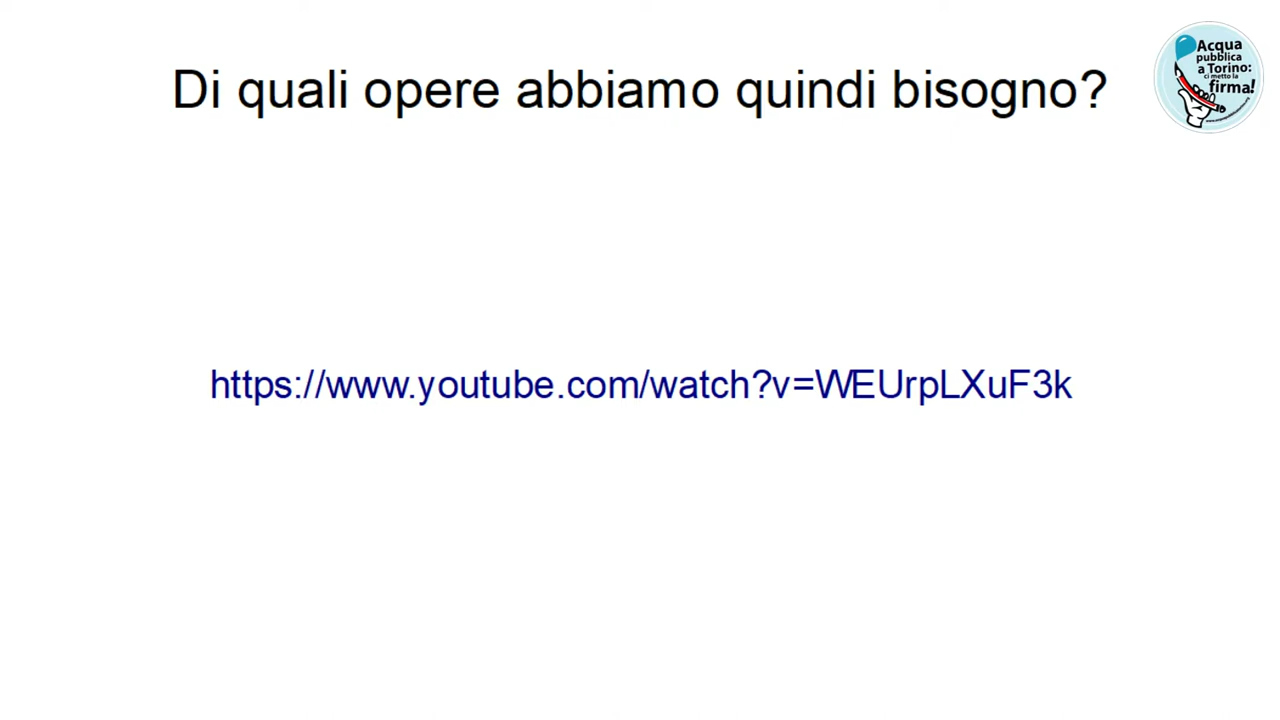 Di quali opere abbiamo quindi bisogno?
Acqua
pubblica
a Torino:
ci metto la
firma!
https://www.youtube.com/watch?v=WEUrpLXuF3k